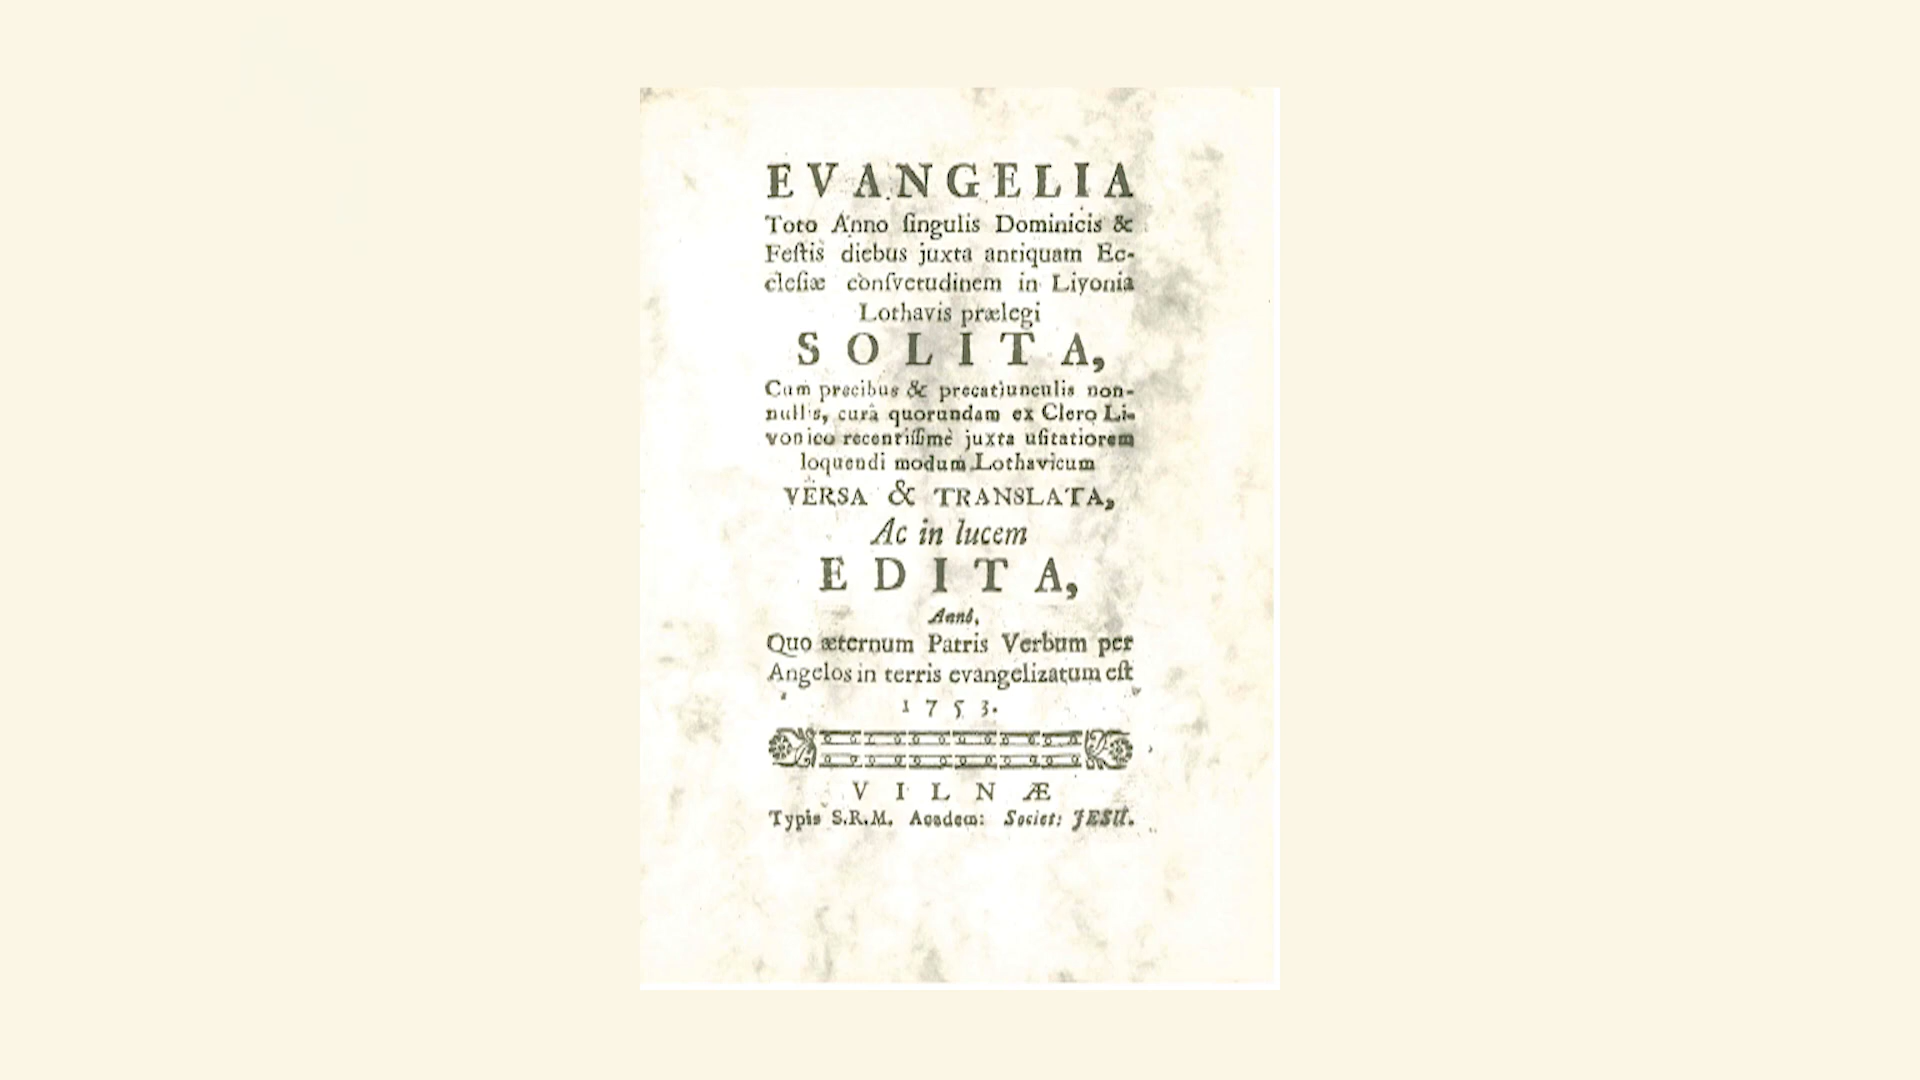 EVANGELIA
Toto Anno ſingulis Dominicis &
Feſtis diebus juxta antiquam Ec-
cleſiæ conſvetudinem in Livonia
Lothavis prælegi
SOLITA,
Cum precibus & precatiunculis non-
nullis, curâ quorundam ex Clero Li-
vonico recentiſſimè juxta uſitatiorem
loquendi modum Lothavicum
VERSA & TRANSLATA,
Ac in lucem
EDITA,
Annô,
Quo æternum Patris Verbum per
Angelos in terris evangelizatum eſt
1753.
VILNÆ
Typis S.R.M. Academ: Societ: JESU.